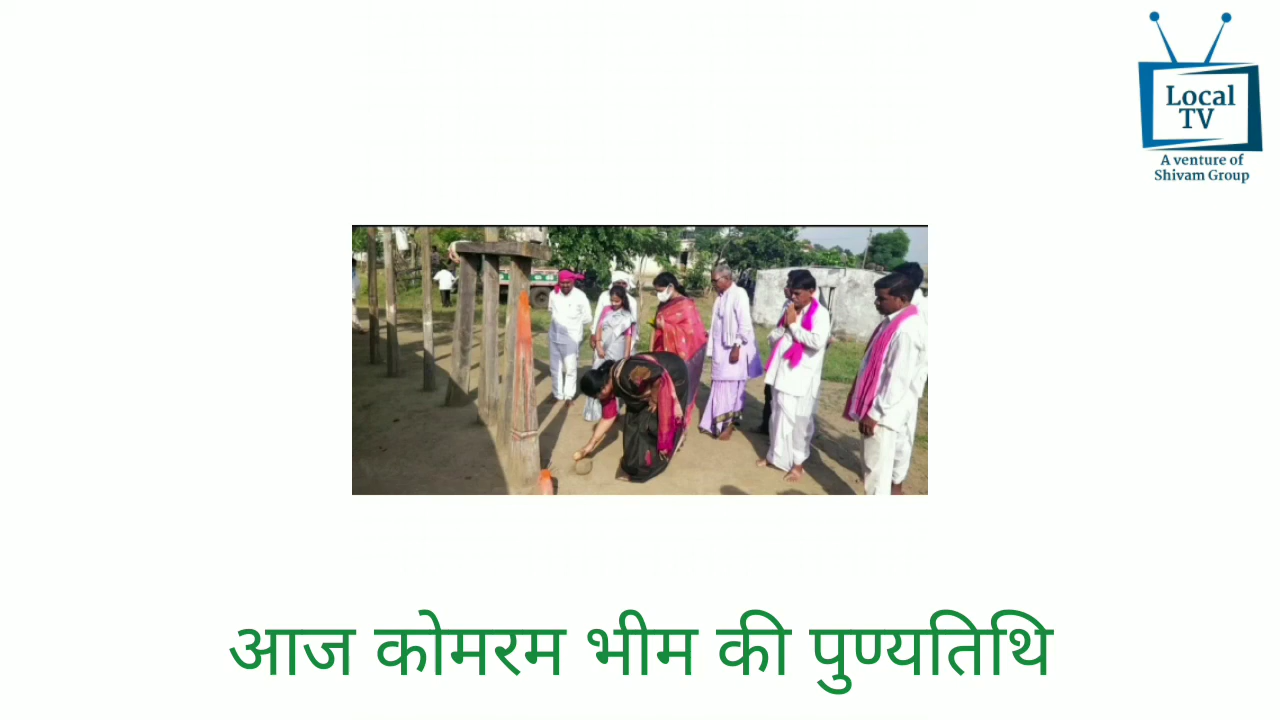 Local
TV
A venture of
Shivam Group
आज कोमरम भीम की पुण्यतिथि